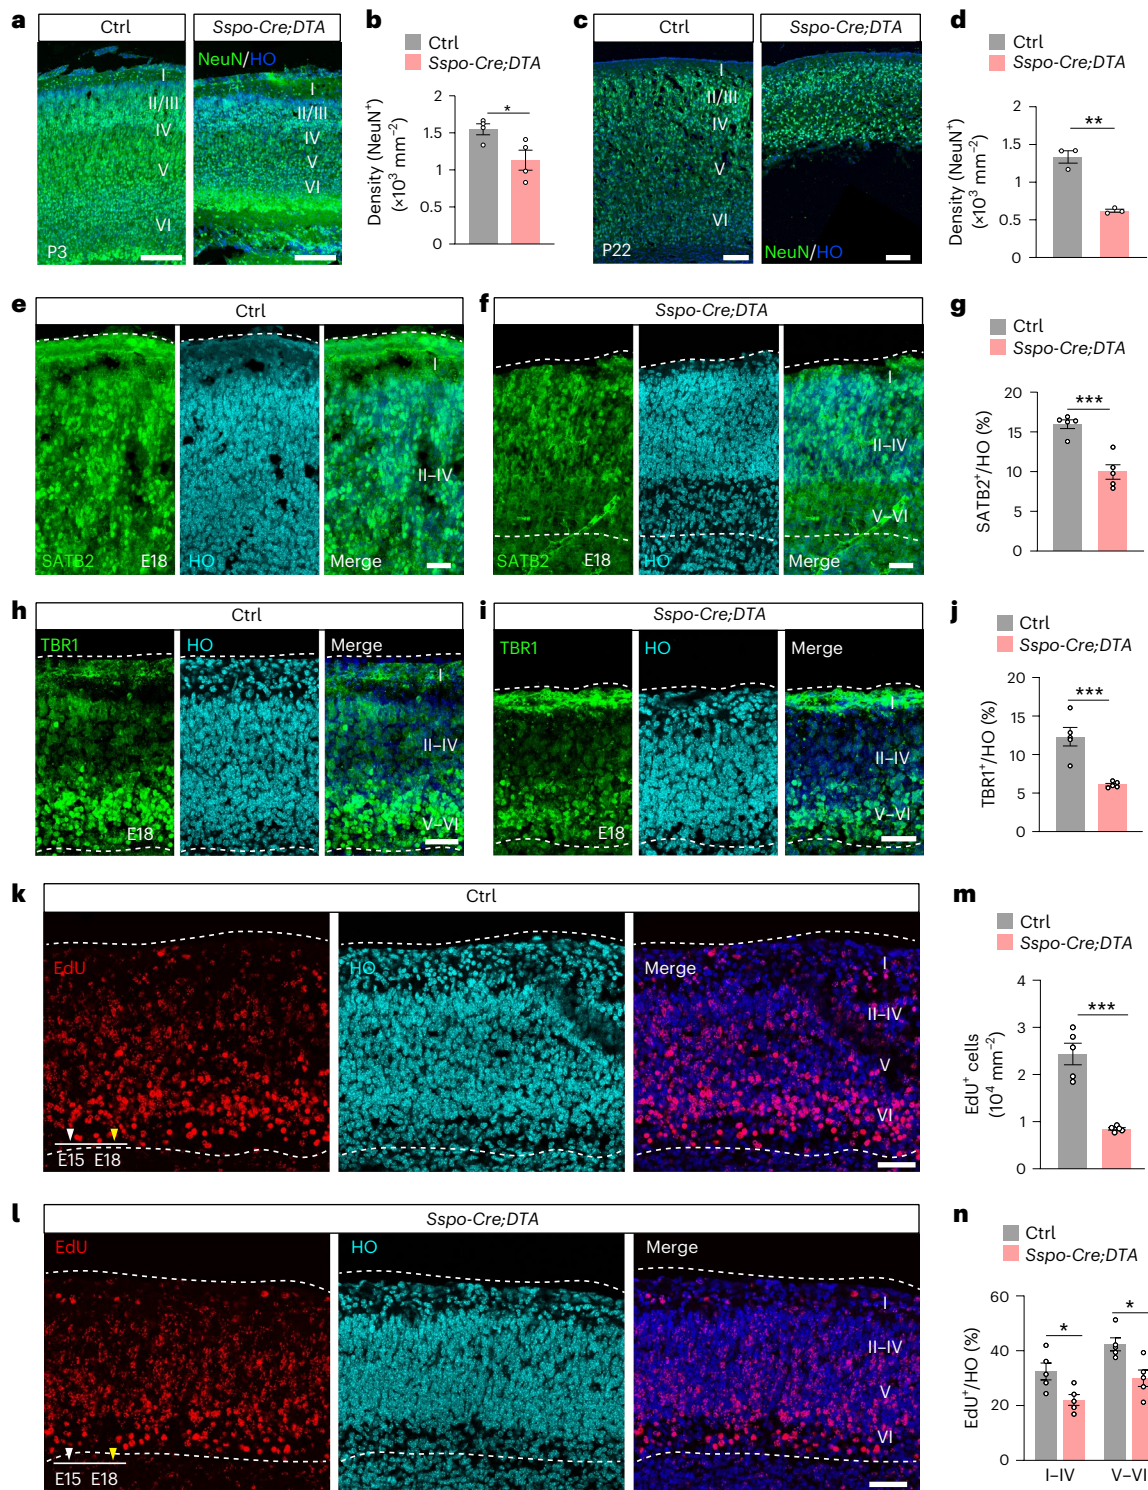 a
Ctrl
Sspo-Cre;DTA
NeuN/HO
I
II/III
IV
V
VI
P3
I
II/III
IV
V
VI
b
Ctrl
Sspo-Cre;DTA
Density (NeuN⁺)
(×10³ mm⁻²)
2
1.5
1
0.5
0
*
c
Ctrl
Sspo-Cre;DTA
I
II/III
IV
V
VI
P22
NeuN/HO
d
Ctrl
Sspo-Cre;DTA
Density (NeuN⁺)
(×10³ mm⁻²)
2
1.5
1
0.5
0
**
e
Ctrl
I
II–IV
SATB2
E18
HO
Merge
f
Sspo-Cre;DTA
I
II–IV
V–VI
SATB2
E18
HO
Merge
g
Ctrl
Sspo-Cre;DTA
SATB2⁺/HO (%)
20
15
10
5
0
***
h
Ctrl
TBR1
HO
Merge
I
II–IV
V–VI
E18
i
Sspo-Cre;DTA
TBR1
HO
Merge
I
II–IV
V–VI
E18
j
Ctrl
Sspo-Cre;DTA
TBR1⁺/HO (%)
20
15
10
5
0
***
k
Ctrl
EdU
HO
Merge
I
II–IV
V
VI
E15 E18
m
Ctrl
Sspo-Cre;DTA
EdU⁺ cells
(10⁻⁴ mm⁻²)
4
3
2
1
0
***
l
Sspo-Cre;DTA
EdU
HO
Merge
I
II–IV
V
VI
E15 E18
n
Ctrl
Sspo-Cre;DTA
EdU⁺/HO (%)
60
40
20
0
*
*
I–IV
V–VI